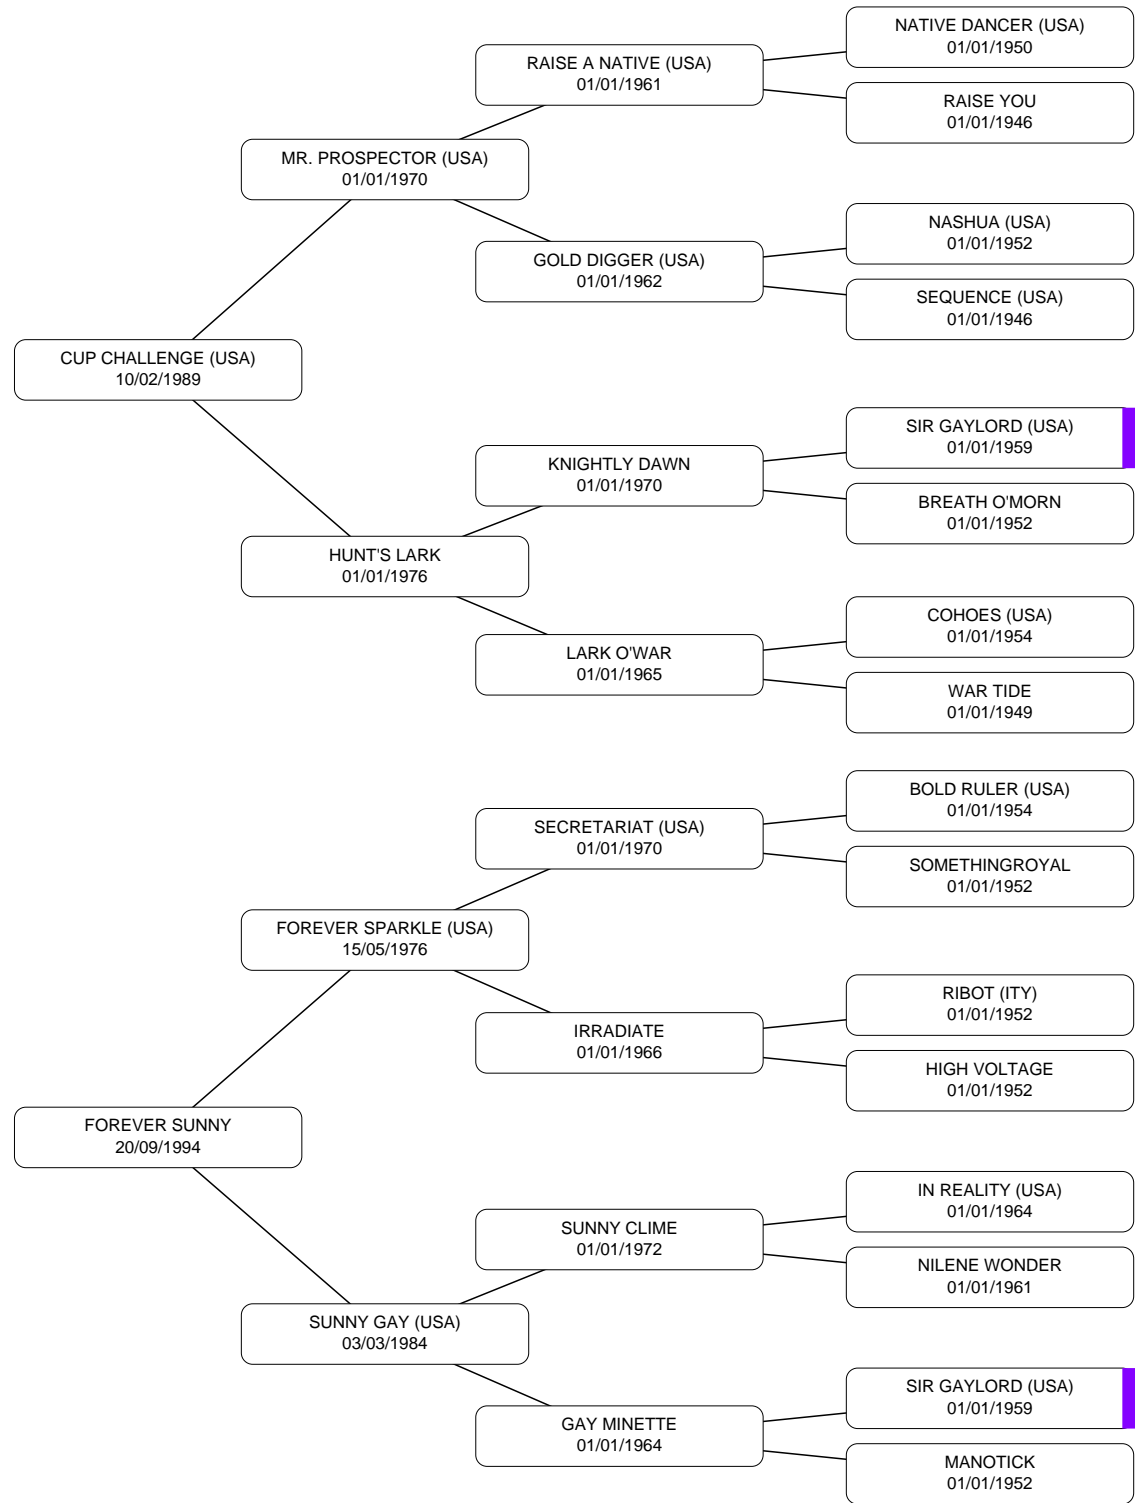 NATIVE DANCER (USA)
01/01/1950
RAISE A NATIVE (USA)
01/01/1961
RAISE YOU
01/01/1946
MR. PROSPECTOR (USA)
01/01/1970
NASHUA (USA)
01/01/1952
GOLD DIGGER (USA)
01/01/1962
SEQUENCE (USA)
01/01/1946
CUP CHALLENGE (USA)
10/02/1989
SIR GAYLORD (USA)
01/01/1959
KNIGHTLY DAWN
01/01/1970
BREATH O'MORN
01/01/1952
HUNT'S LARK
01/01/1976
COHOES (USA)
01/01/1954
LARK O'WAR
01/01/1965
WAR TIDE
01/01/1949
BOLD RULER (USA)
01/01/1954
SECRETARIAT (USA)
01/01/1970
SOMETHINGROYAL
01/01/1952
FOREVER SPARKLE (USA)
15/05/1976
RIBOT (ITY)
01/01/1952
IRRADIATE
01/01/1966
HIGH VOLTAGE
01/01/1952
FOREVER SUNNY
20/09/1994
IN REALITY (USA)
01/01/1964
SUNNY CLIME
01/01/1972
NILENE WONDER
01/01/1961
SUNNY GAY (USA)
03/03/1984
SIR GAYLORD (USA)
01/01/1959
GAY MINETTE
01/01/1964
MANOTICK
01/01/1952